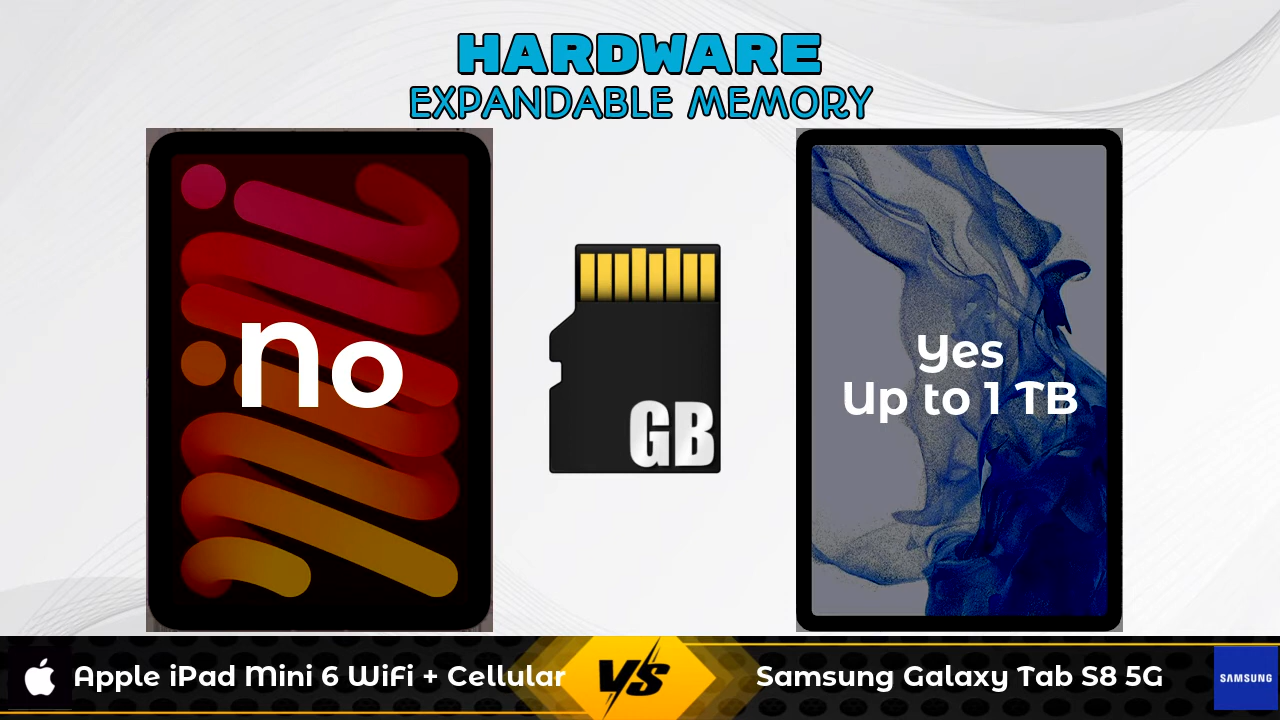 HARDWARE
EXPANDABLE MEMORY
No
GB
Yes
Up to 1 TB
Apple iPad Mini 6 WiFi + Cellular
VS
Samsung Galaxy Tab S8 5G
SAMSUNG